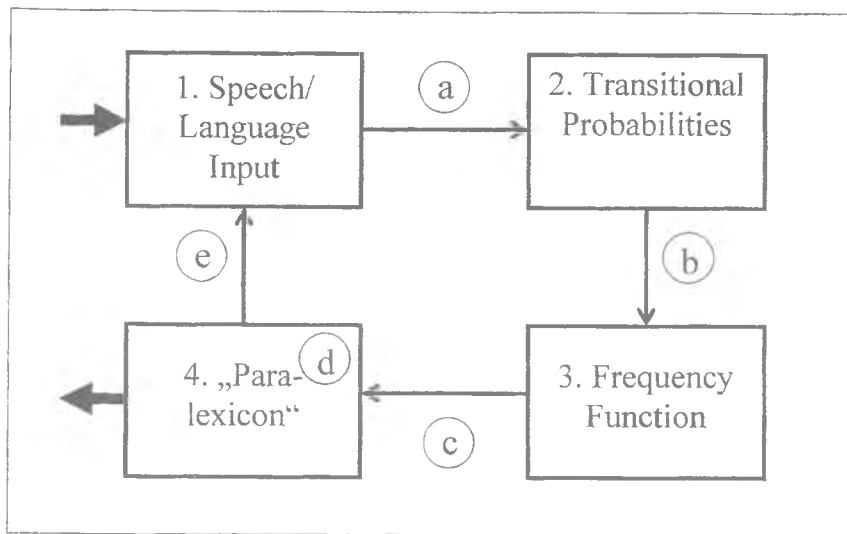 1. Speech/
Language
Input
a
2. Transitional
Probabilities
e
b
4. „Para-
lexicon“
d
c
3. Frequency
Function